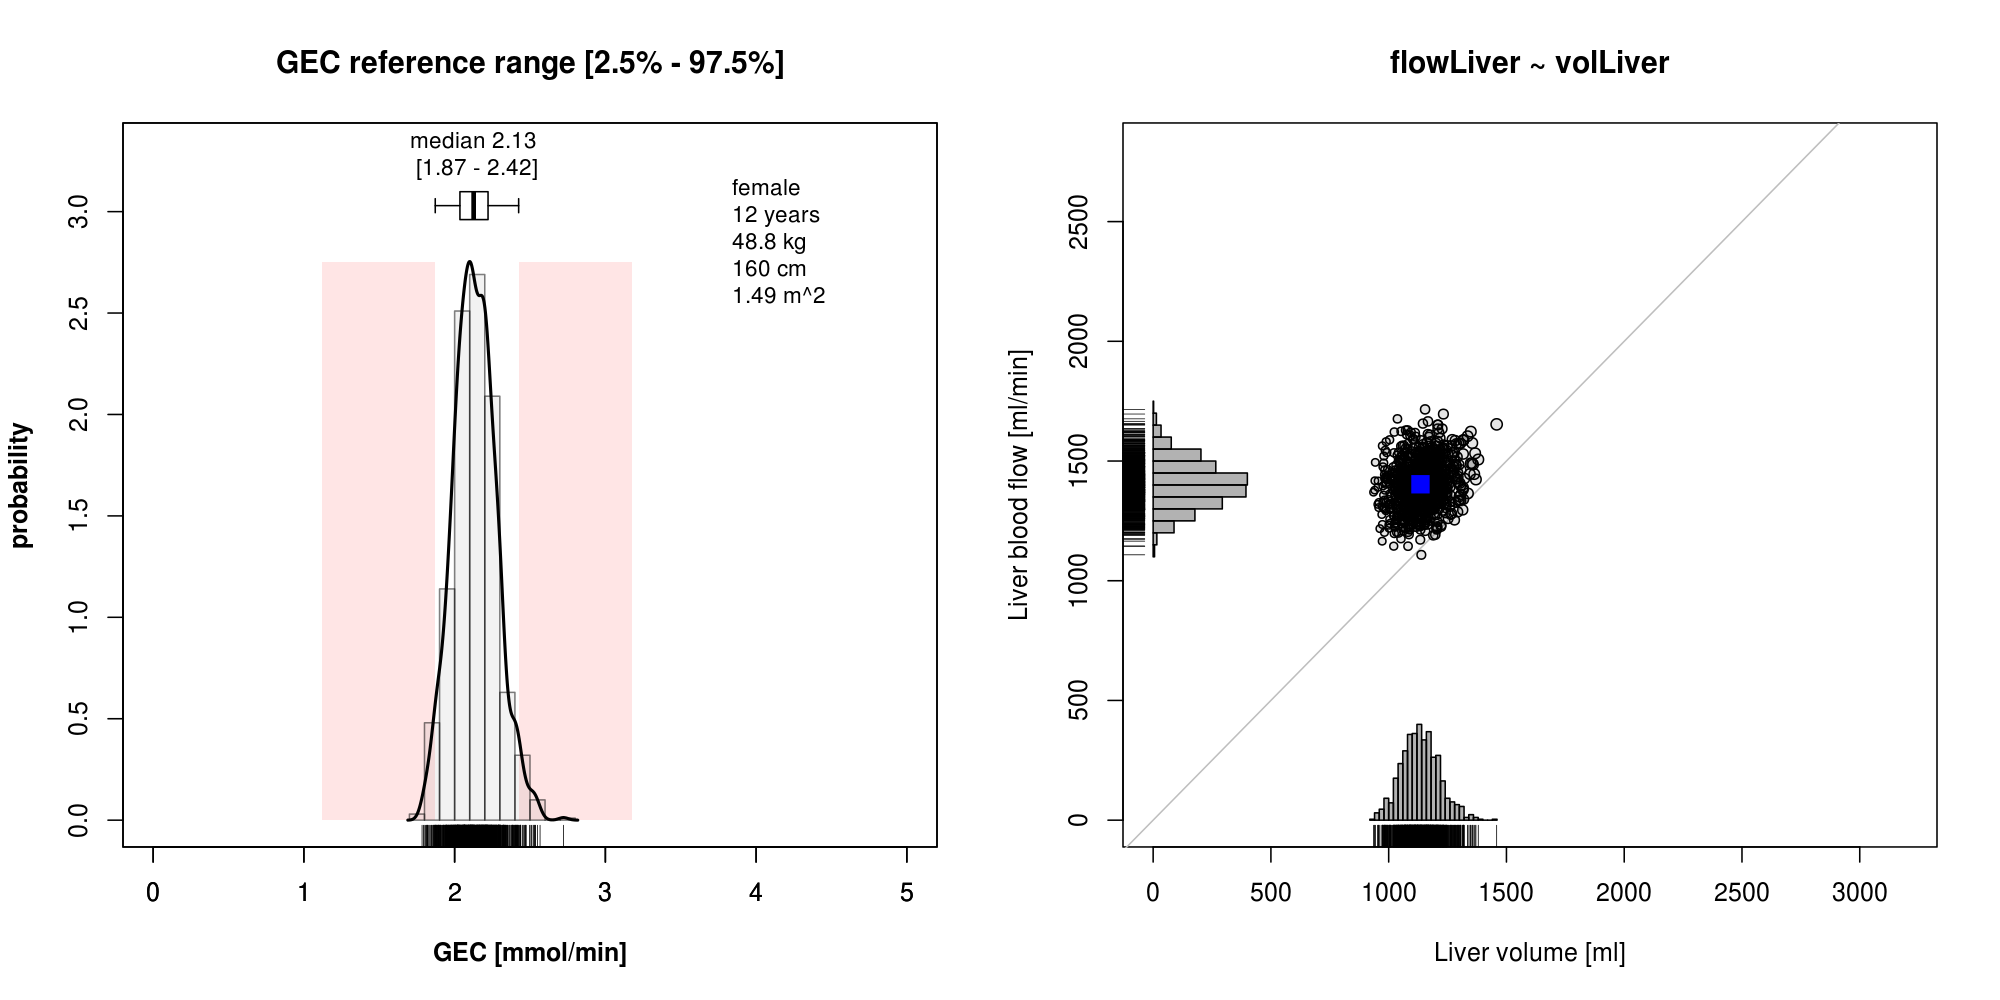 GEC reference range [2.5% - 97.5%]
median 2.13
[1.87 - 2.42]
female
12 years
48.8 kg
160 cm
1.49 m^2
probability
0.0
0.5
1.0
1.5
2.0
2.5
3.0
0 1 2 3 4 5
GEC [mmol/min]
flowLiver ~ volLiver
Liver blood flow [ml/min]
0
500
1000
1500
2000
2500
0 500 1000 1500 2000 2500 3000
Liver volume [ml]